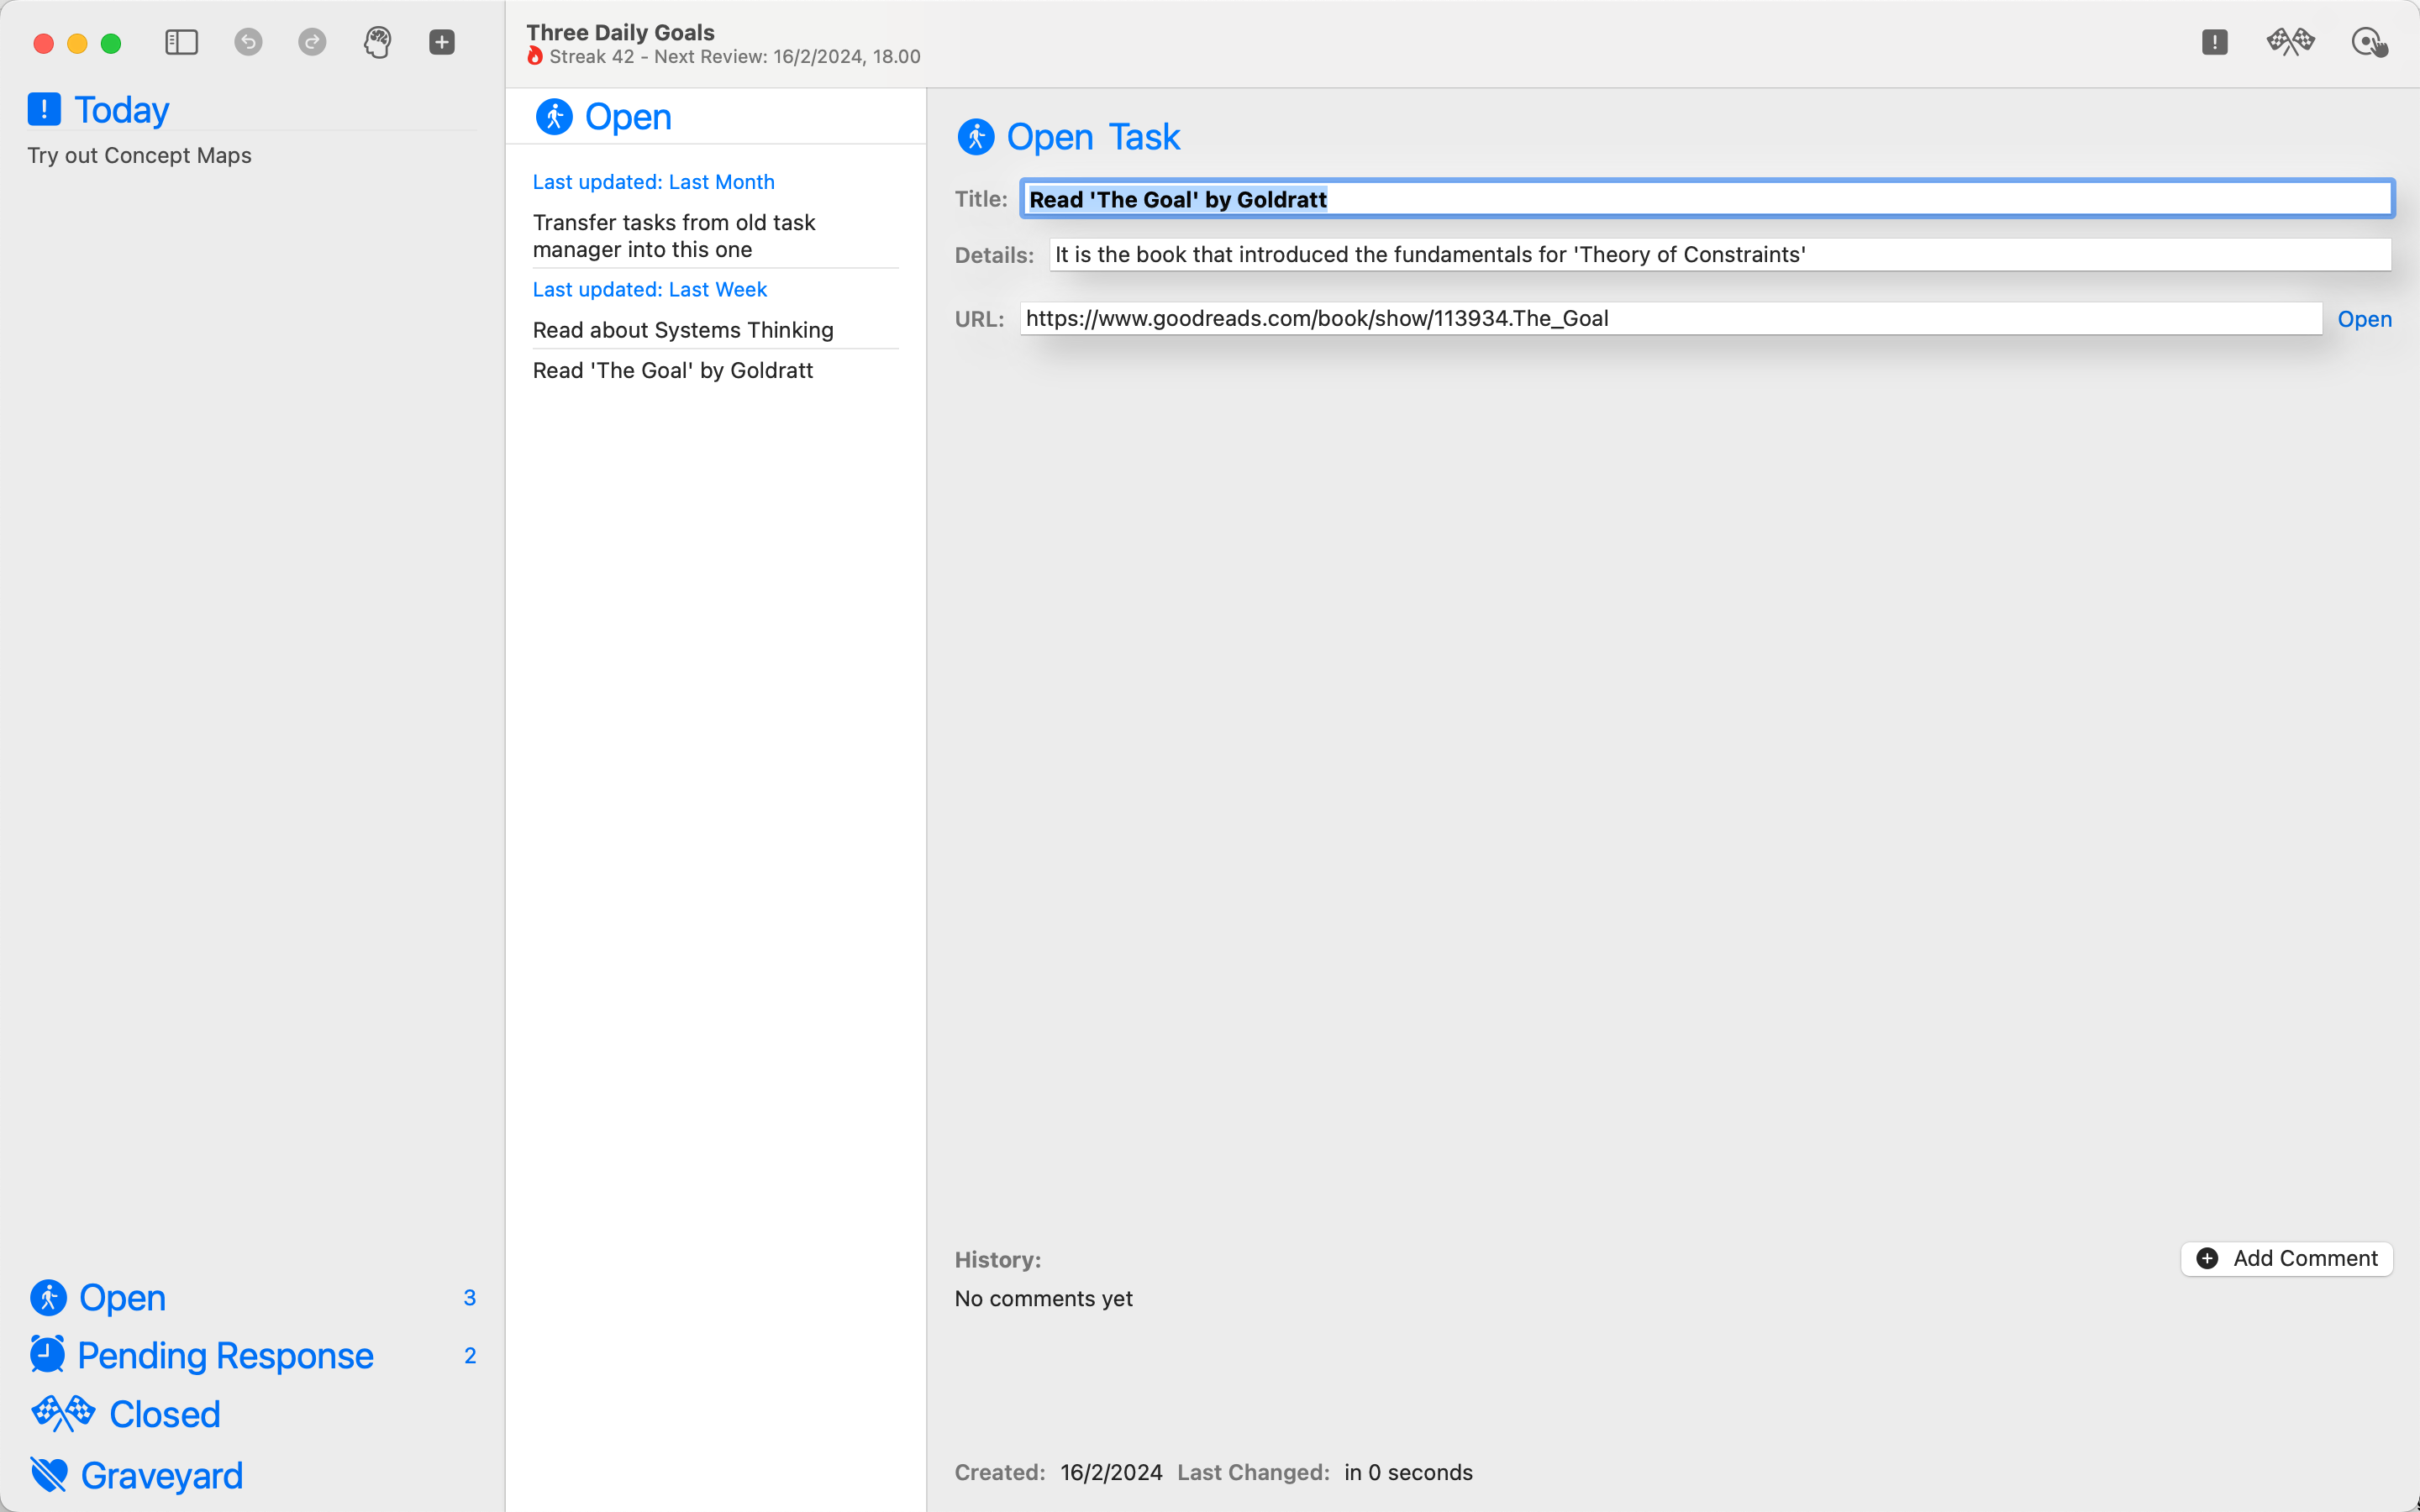 Three Daily Goals
Streak 42 - Next Review: 16/2/2024, 18.00
Today
Try out Concept Maps
Open 3
Pending Response 2
Closed
Graveyard
Open
Last updated: Last Month
Transfer tasks from old task
manager into this one
Last updated: Last Week
Read about Systems Thinking
Read 'The Goal' by Goldratt
Open Task
Title: Read 'The Goal' by Goldratt
Details: It is the book that introduced the fundamentals for 'Theory of Constraints'
URL: https://www.goodreads.com/book/show/113934.The_Goal Open
History: Add Comment
No comments yet
Created: 16/2/2024 Last Changed: in 0 seconds